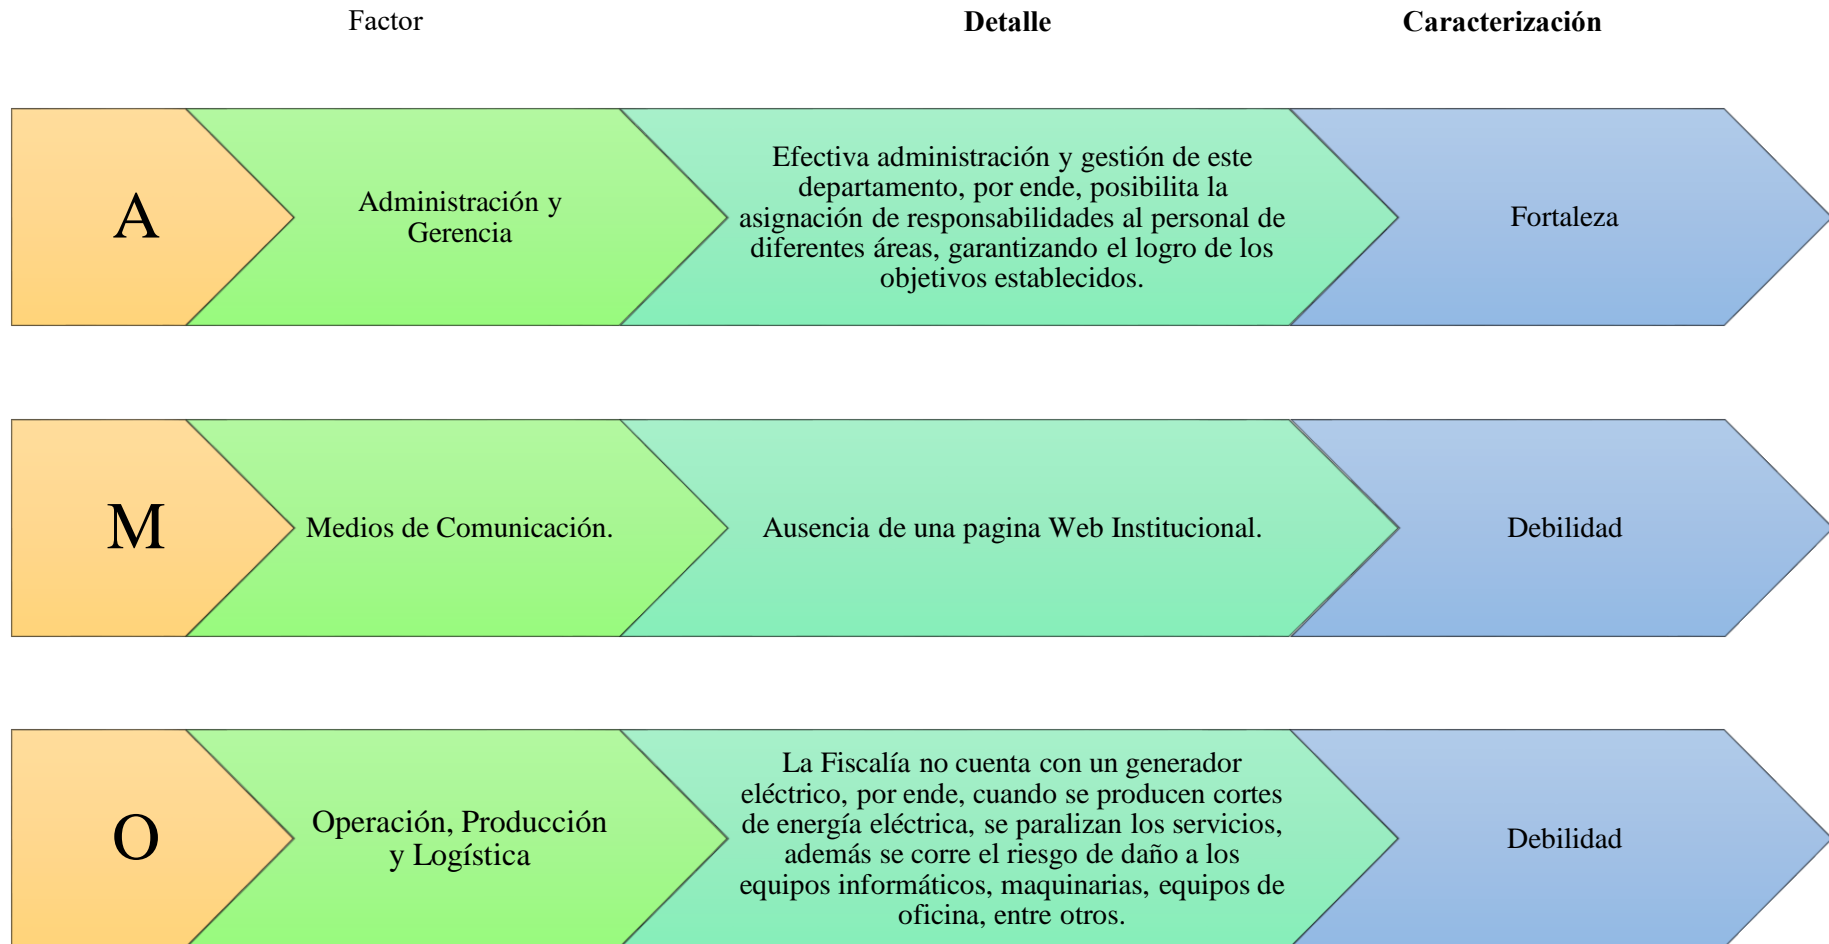 Factor
Detalle
Caracterización
A
Administración y
Gerencia
Efectiva administración y gestión de este
departamento, por ende, posibilita la
asignación de responsabilidades al personal de
diferentes áreas, garantizando el logro de los
objetivos establecidos.
Fortaleza
M
Medios de Comunicación.
Ausencia de una pagina Web Institucional.
Debilidad
O
Operación, Producción
y Logística
La Fiscalía no cuenta con un generador
eléctrico, por ende, cuando se producen cortes
de energía eléctrica, se paralizan los servicios,
además se corre el riesgo de daño a los
equipos informáticos, maquinarias, equipos de
oficina, entre otros.
Debilidad